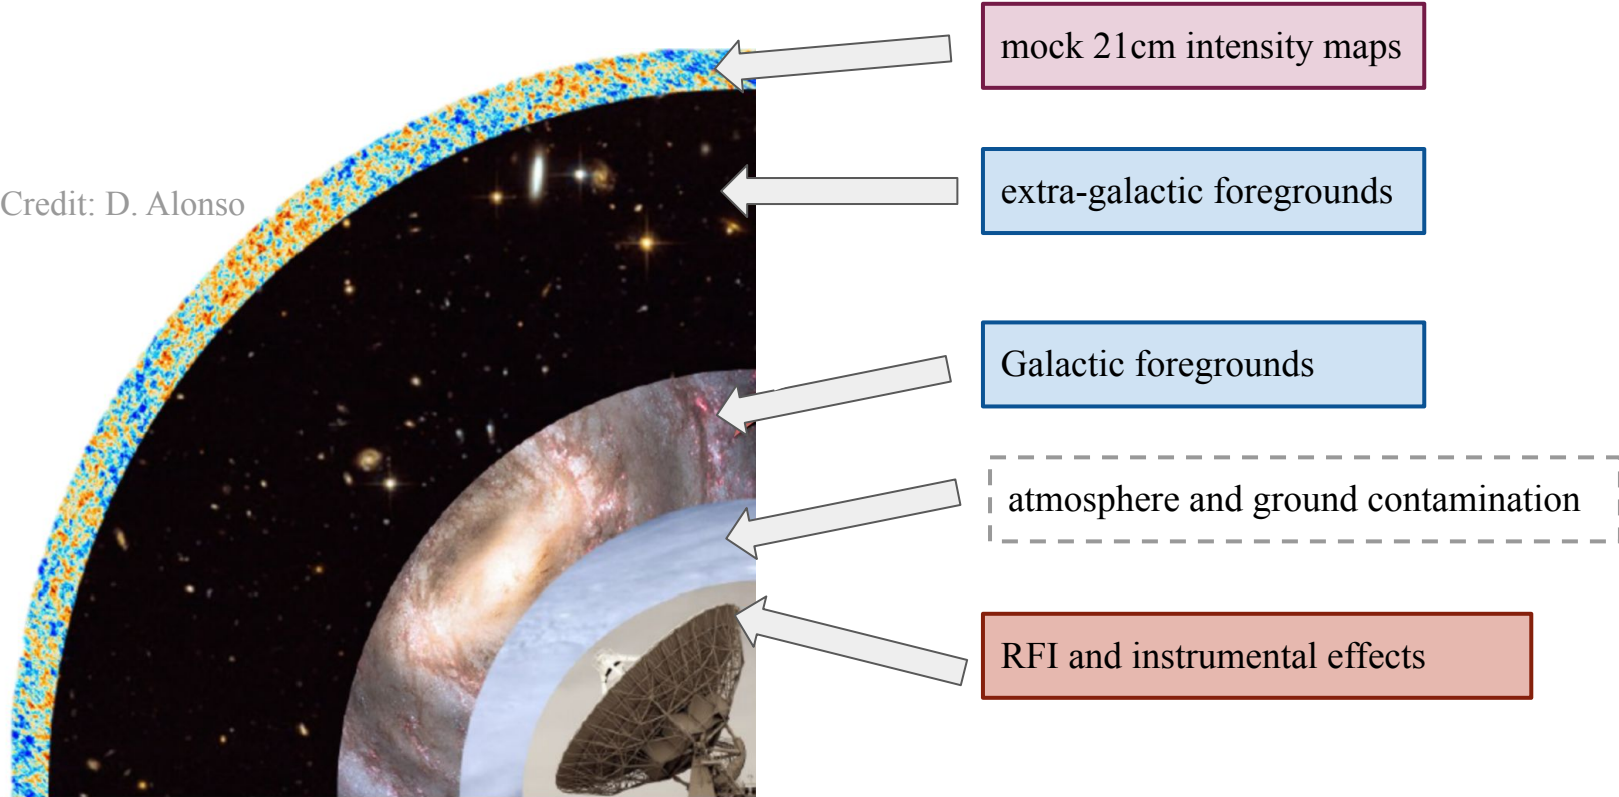 mock 21cm intensity maps
Credit: D. Alonso
extra-galactic foregrounds
Galactic foregrounds
atmosphere and ground contamination
RFI and instrumental effects